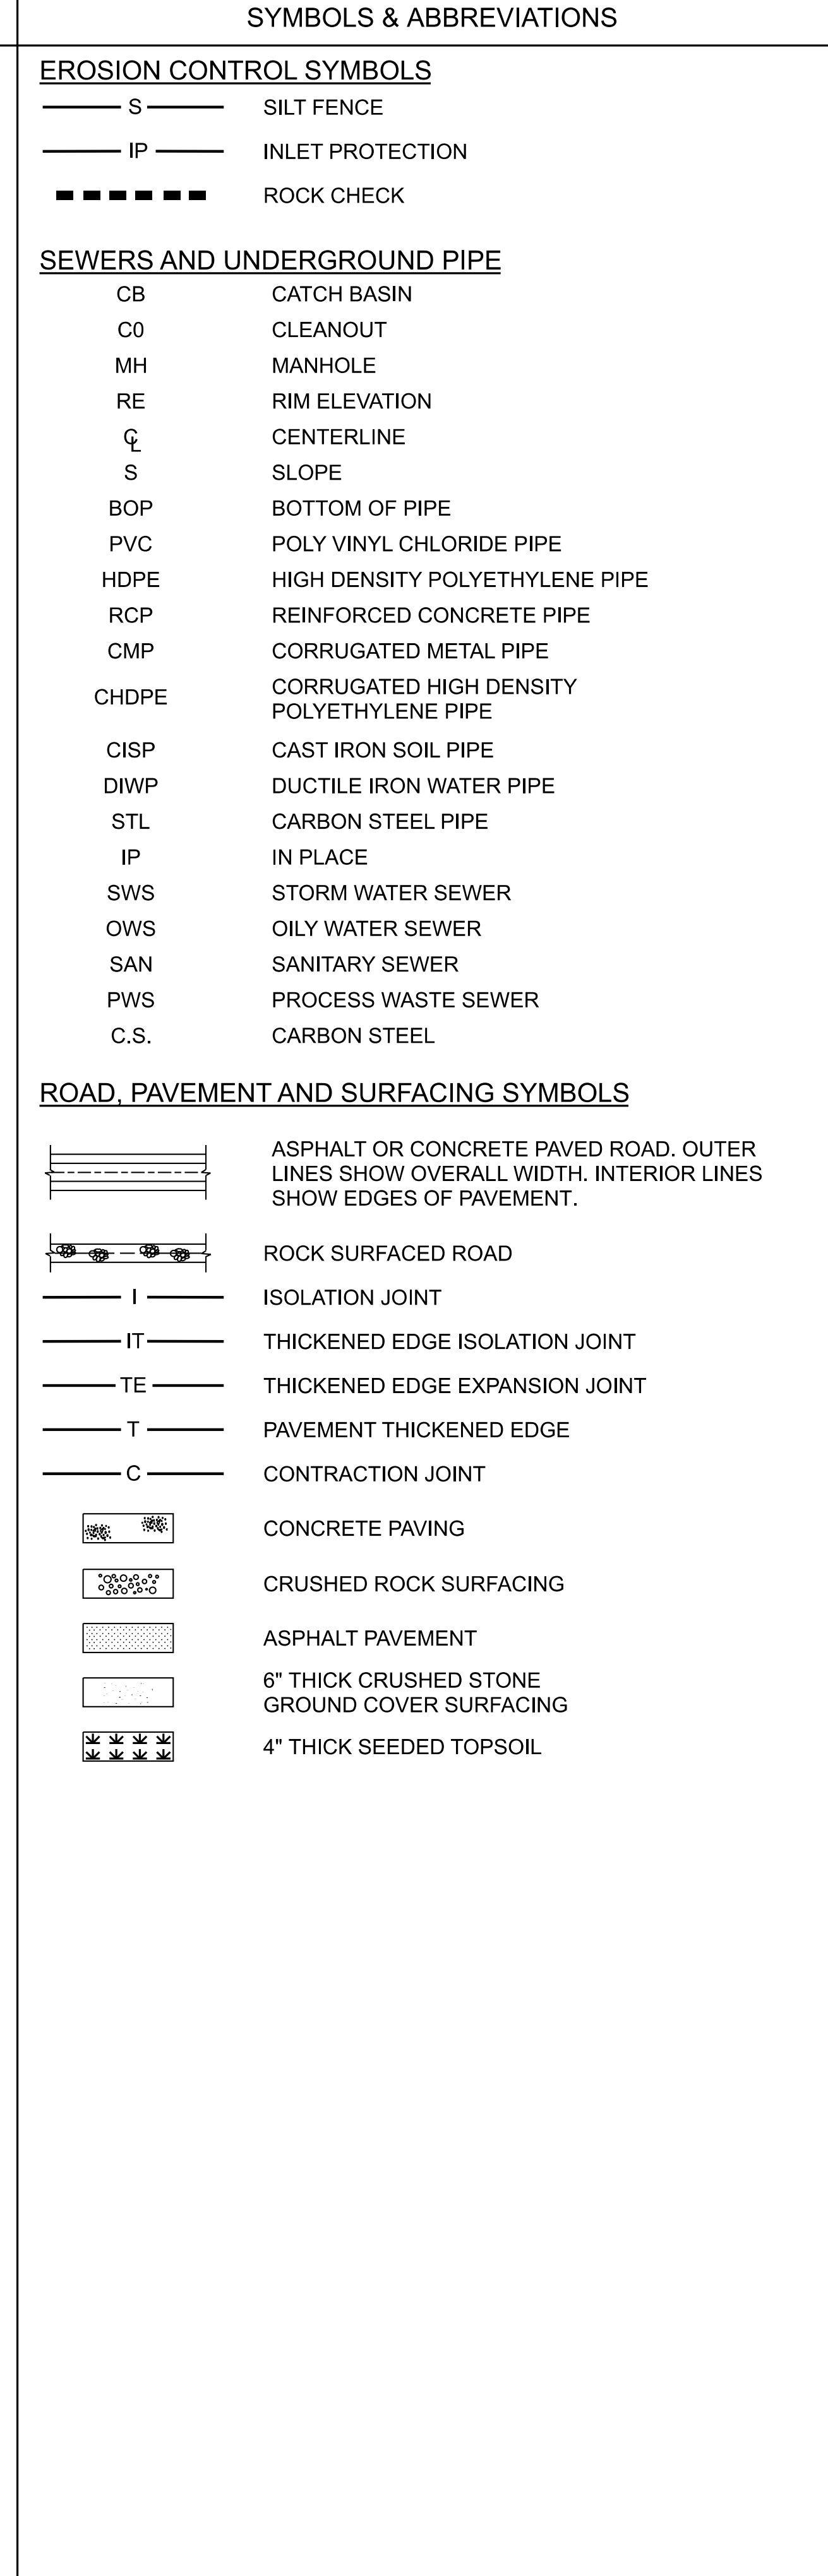 SYMBOLS & ABBREVIATIONS
EROSION CONTROL SYMBOLS
S SILT FENCE
IP INLET PROTECTION
ROCK CHECK
SEWERS AND UNDERGROUND PIPE
CB CATCH BASIN
C0 CLEANOUT
MH MANHOLE
RE RIM ELEVATION
℄ CENTERLINE
S SLOPE
BOP BOTTOM OF PIPE
PVC POLY VINYL CHLORIDE PIPE
HDPE HIGH DENSITY POLYETHYLENE PIPE
RCP REINFORCED CONCRETE PIPE
CMP CORRUGATED METAL PIPE
CHDPE CORRUGATED HIGH DENSITY
POLYETHYLENE PIPE
CISP CAST IRON SOIL PIPE
DIWP DUCTILE IRON WATER PIPE
STL CARBON STEEL PIPE
IP IN PLACE
SWS STORM WATER SEWER
OWS OILY WATER SEWER
SAN SANITARY SEWER
PWS PROCESS WASTE SEWER
C.S. CARBON STEEL
ROAD, PAVEMENT AND SURFACING SYMBOLS
ASPHALT OR CONCRETE PAVED ROAD. OUTER
LINES SHOW OVERALL WIDTH. INTERIOR LINES
SHOW EDGES OF PAVEMENT.
ROCK SURFACED ROAD
I ISOLATION JOINT
IT THICKENED EDGE ISOLATION JOINT
TE THICKENED EDGE EXPANSION JOINT
T PAVEMENT THICKENED EDGE
C CONTRACTION JOINT
CONCRETE PAVING
CRUSHED ROCK SURFACING
ASPHALT PAVEMENT
6" THICK CRUSHED STONE
GROUND COVER SURFACING
4" THICK SEEDED TOPSOIL